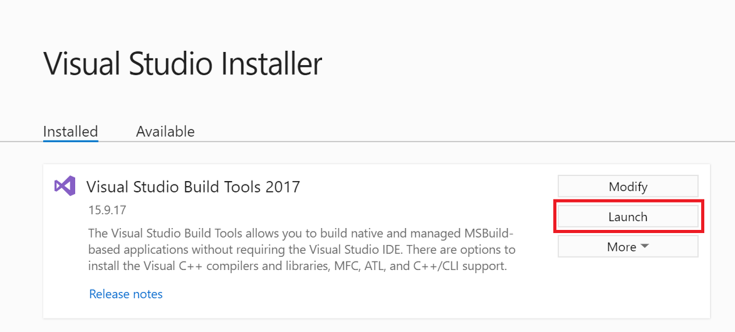 Visual Studio Installer
Installed Available
Visual Studio Build Tools 2017
15.9.17
The Visual Studio Build Tools allows you to build native and managed MSBuild-
based applications without requiring the Visual Studio IDE. There are options to
install the Visual C++ compilers and libraries, MFC, ATL, and C++/CLI support.
Release notes
Modify
Launch
More